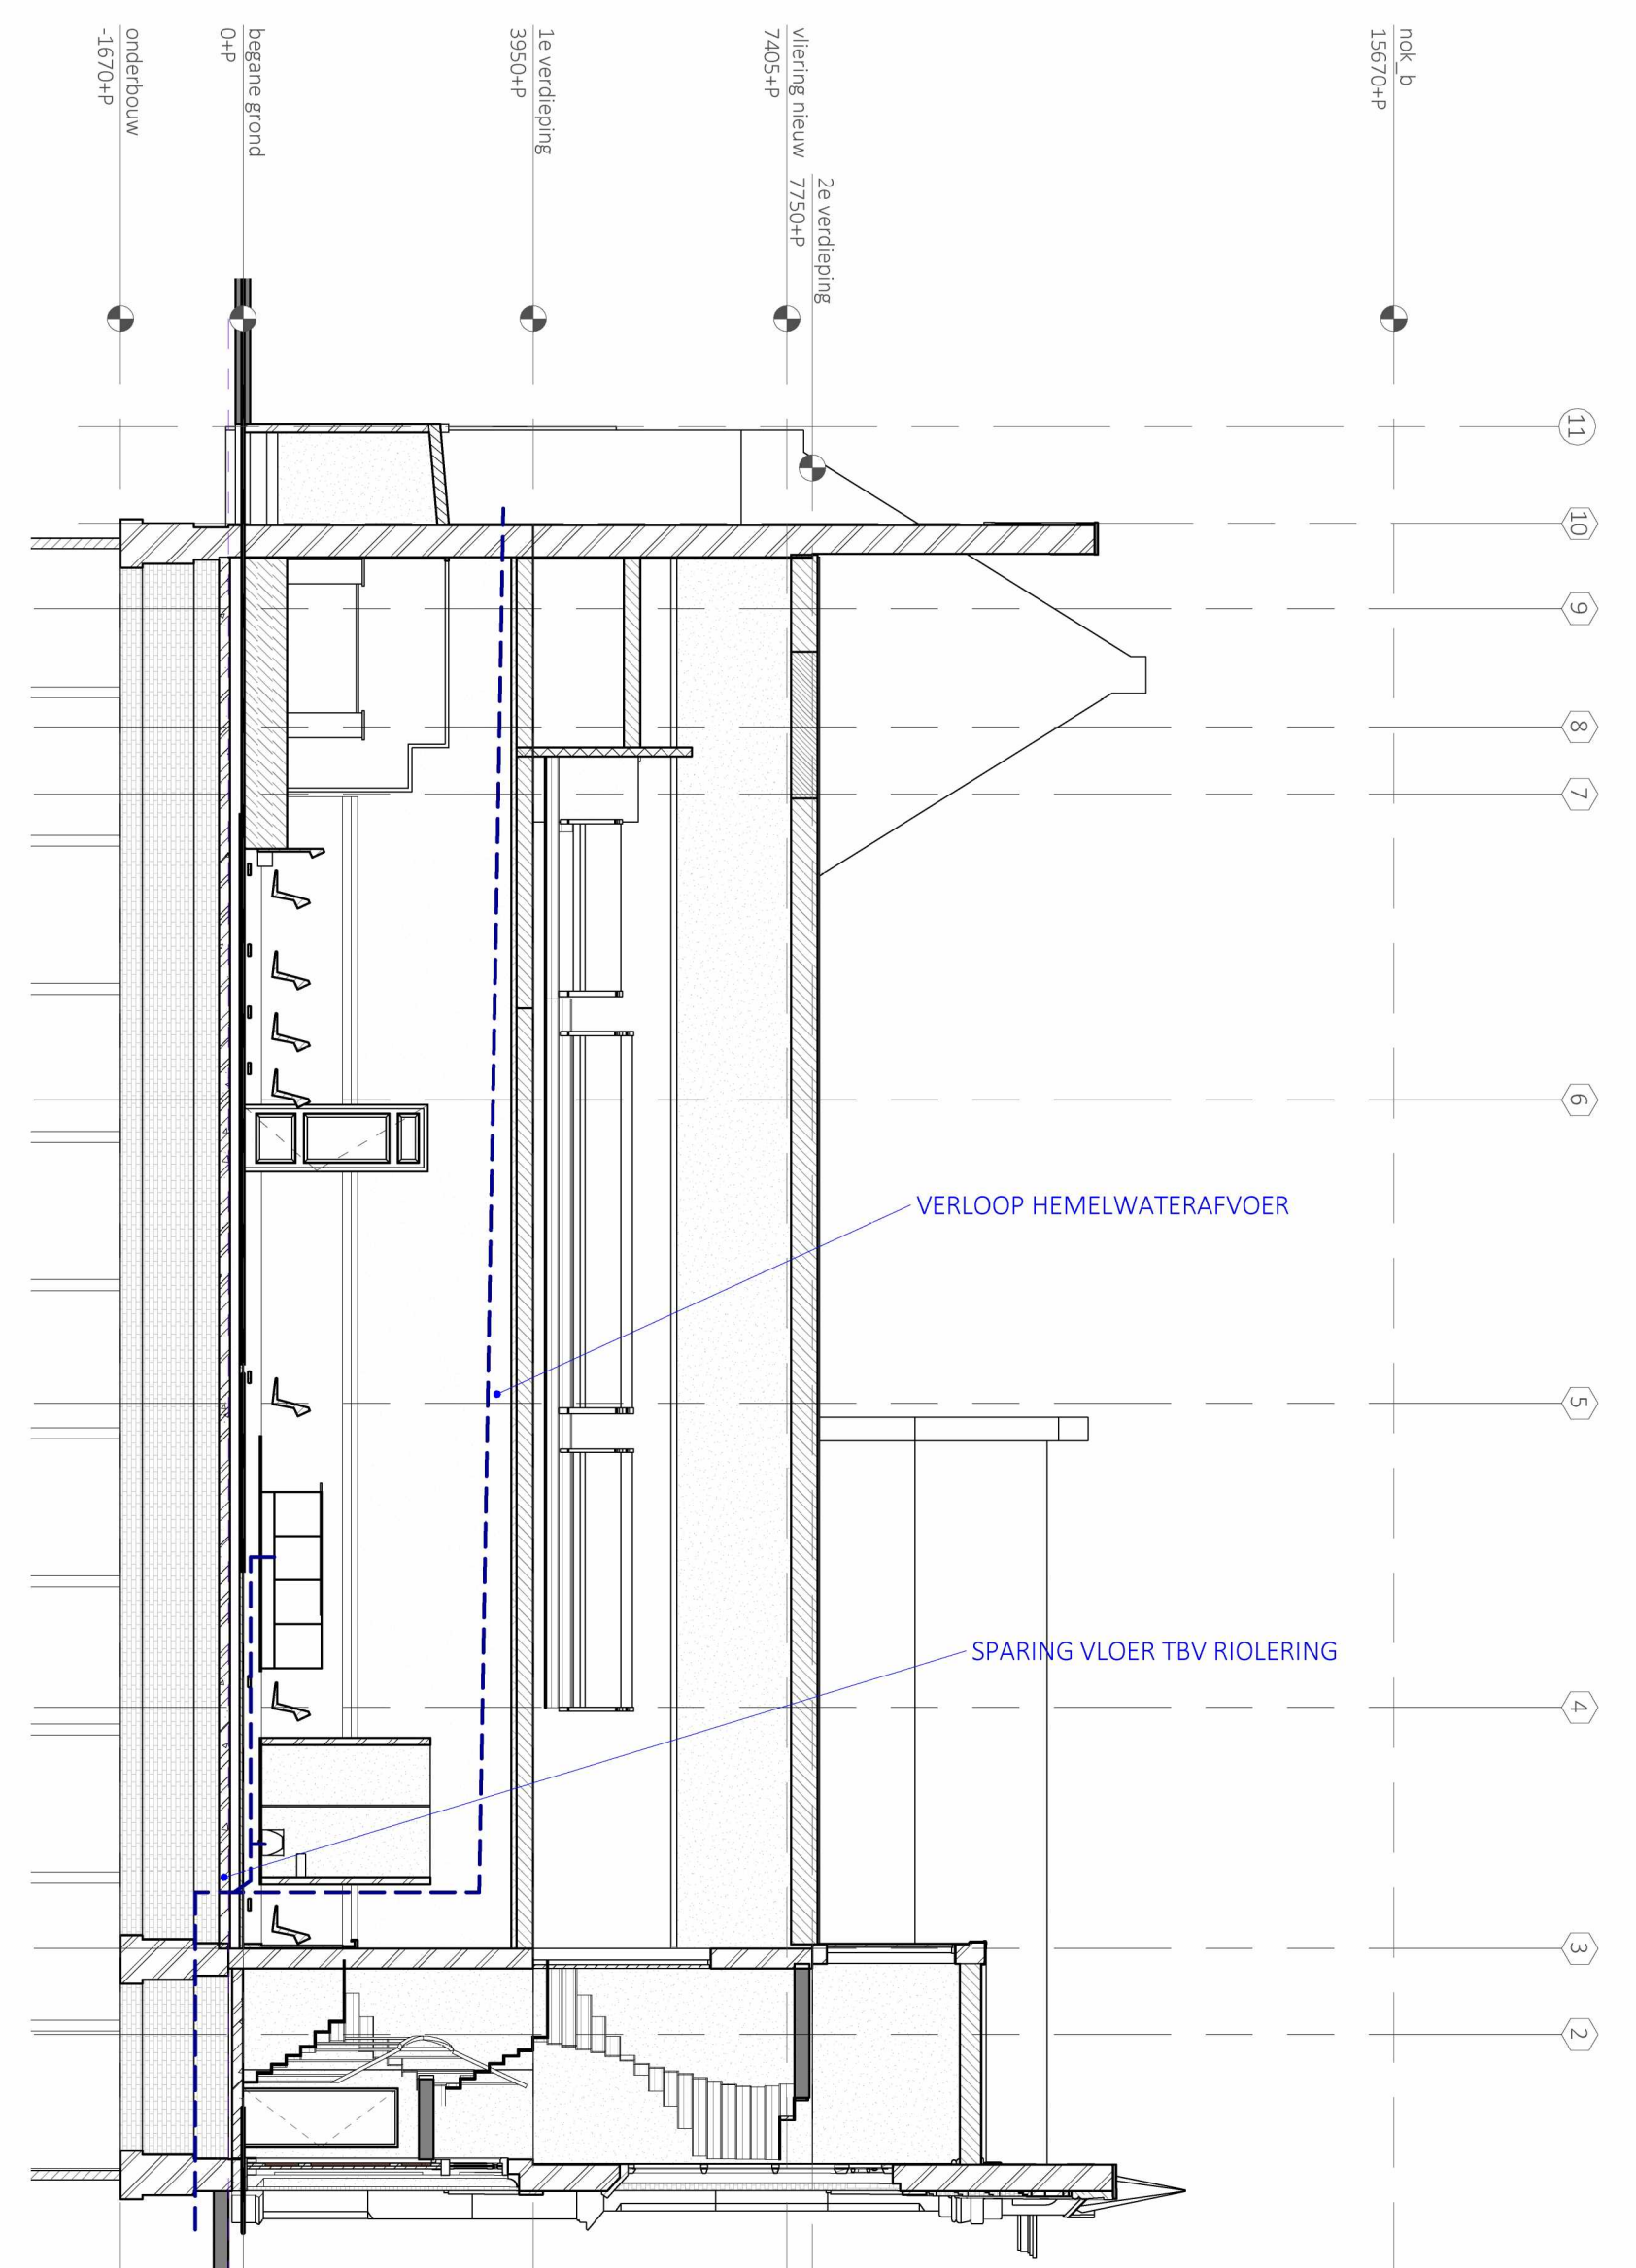 onderbouw
-1670+P
begane grond
0+P
1e verdieping
3950+P
vliering nieuw
7405+P
2e verdieping
7750+P
nok_b
15670+P
11
10
9
8
7
6
5
4
3
2
VERLOOP HEMELWATERAFVOER
SPARING VLOER TBV RIOLERING